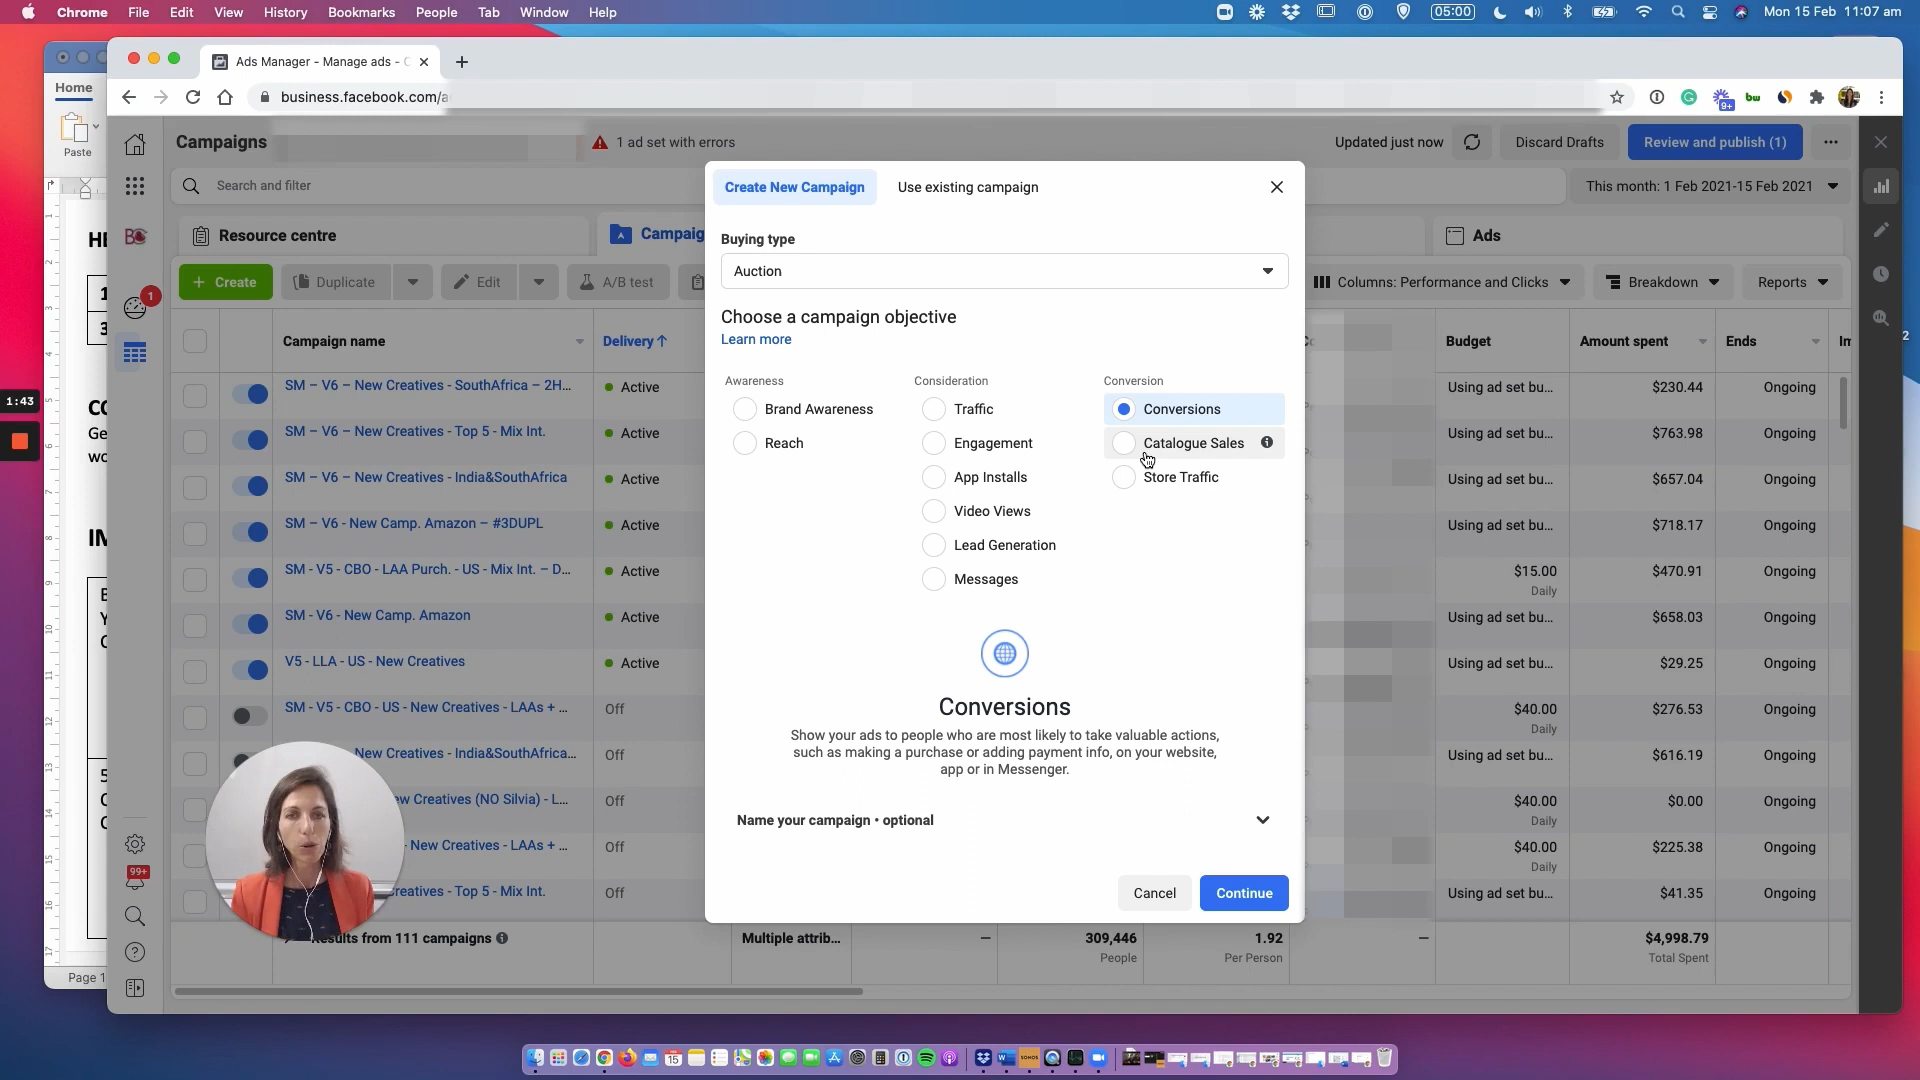 Chrome File Edit View History Bookmarks People Tab Window Help
05:00
Mon 15 Feb 11:07 am
Ads Manager - Manage ads - C
business.facebook.com/a
9+
bw
Home
Paste
Campaigns
1 ad set with errors
Updated just now
Discard Drafts
Review and publish (1)
Search and filter
This month: 1 Feb 2021-15 Feb 2021
Resource centre
Campaig
Ads
Create
Duplicate
Edit
A/B test
Columns: Performance and Clicks
Breakdown
Reports
Campaign name
Delivery
Budget
Amount spent
Ends
Im
SM – V6 – New Creatives - SouthAfrica – 2H...
Active
Using ad set bu...
$230.44
Ongoing
SM – V6 – New Creatives - Top 5 - Mix Int.
Active
Using ad set bu...
$763.98
Ongoing
SM – V6 – New Creatives - India&SouthAfrica
Active
Using ad set bu...
$657.04
Ongoing
SM – V6 - New Camp. Amazon – #3DUPL
Active
Using ad set bu...
$718.17
Ongoing
SM - V5 - CBO - LAA Purch. - US - Mix Int. – D...
Active
$15.00
Daily
$470.91
Ongoing
SM - V6 - New Camp. Amazon
Active
Using ad set bu...
$658.03
Ongoing
V5 - LLA - US - New Creatives
Active
Using ad set bu...
$29.25
Ongoing
SM - V5 - CBO - US - New Creatives - LAAs + ...
Off
$40.00
Daily
$276.53
Ongoing
New Creatives - India&SouthAfrica...
Off
Using ad set bu...
$616.19
Ongoing
ew Creatives (NO Silvia) - L...
Off
$40.00
Daily
$0.00
Ongoing
New Creatives - LAAs + ...
Off
$40.00
Daily
$225.38
Ongoing
reatives - Top 5 - Mix Int.
Off
Using ad set bu...
$41.35
Ongoing
Results from 111 campaigns
Multiple attrib...
—
309,446
People
1.92
Per Person
—
$4,998.79
Total Spent
Create New Campaign
Use existing campaign
Buying type
Auction
Choose a campaign objective
Learn more
Awareness
Brand Awareness
Reach
Consideration
Traffic
Engagement
App Installs
Video Views
Lead Generation
Messages
Conversion
Conversions
Catalogue Sales
Store Traffic
Conversions
Show your ads to people who are most likely to take valuable actions,
such as making a purchase or adding payment info, on your website,
app or in Messenger.
Name your campaign • optional
Cancel
Continue
1:43
1
99+
HE
1
3
CO
Ge
wo
IM
Page 1
2
15
SONOS